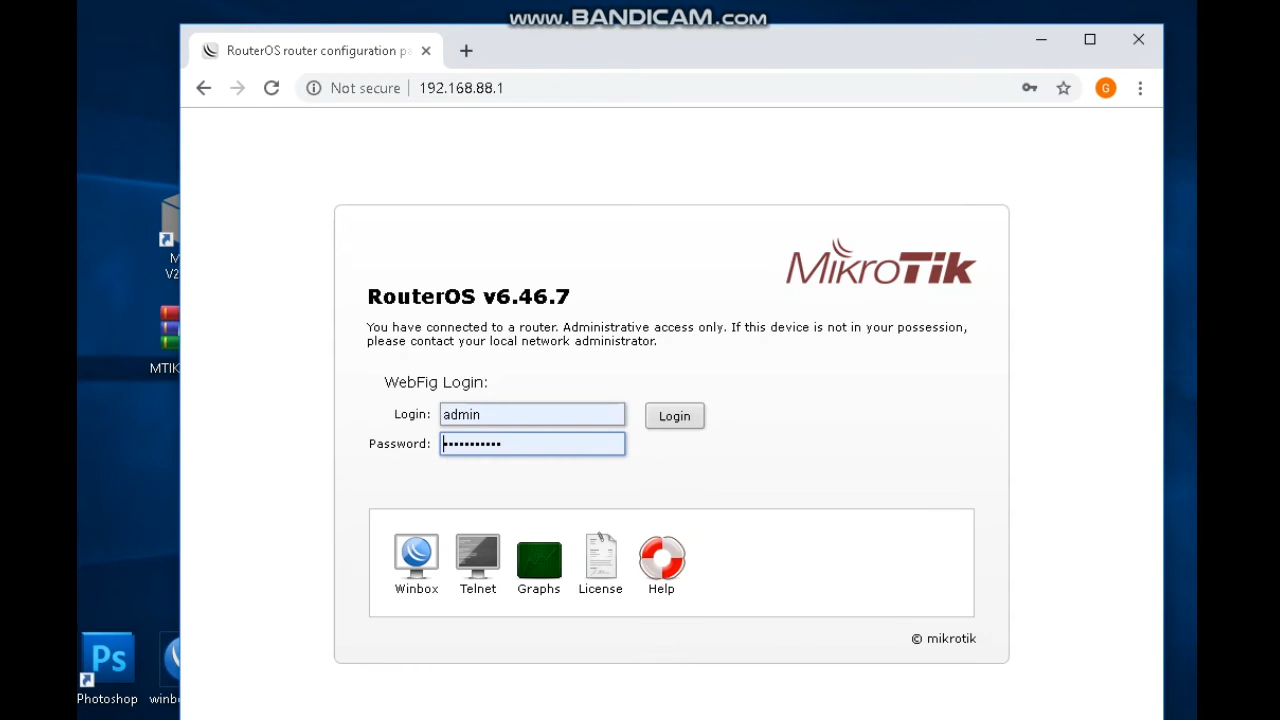 WWW.BANDICAM.COM
RouterOS router configuration pa
Not secure
192.168.88.1
G
MikroTik
RouterOS v6.46.7
You have connected to a router. Administrative access only. If this device is not in your possession,
please contact your local network administrator.
WebFig Login:
Login: admin
Login
Password: •••••••••••
Winbox Telnet Graphs License Help
© mikrotik
M
V2
MTIK
Ps
Photoshop
winbo